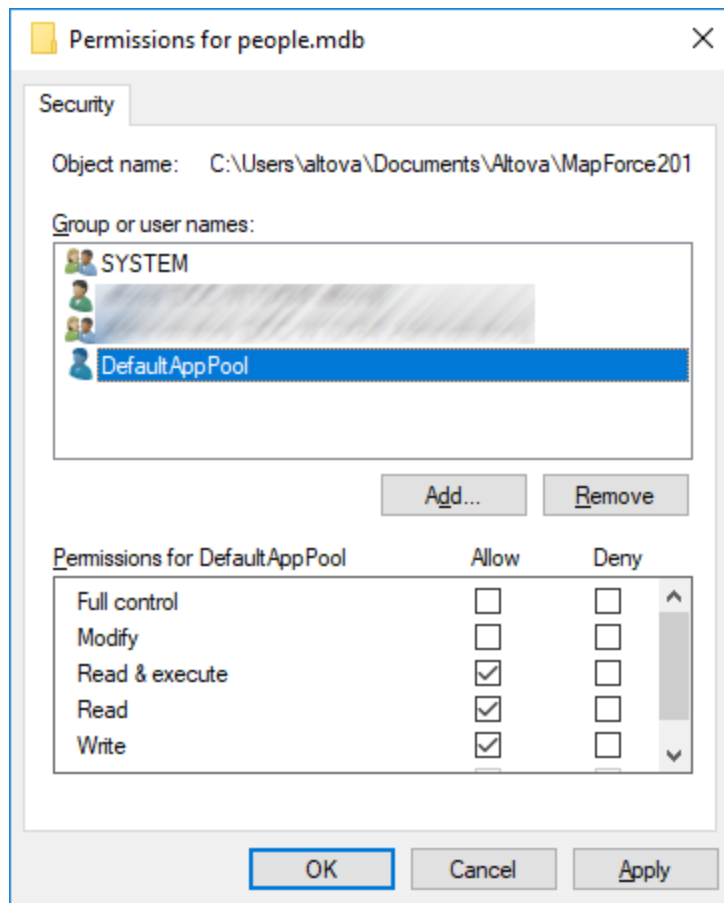 Permissions for people.mdb
Security
Object name: C:\Users\altova\Documents\Altova\MapForce201
Group or user names:
SYSTEM
DefaultAppPool
Add... Remove
Permissions for DefaultAppPool Allow Deny
Full control
Modify
Read & execute
Read
Write
OK Cancel Apply